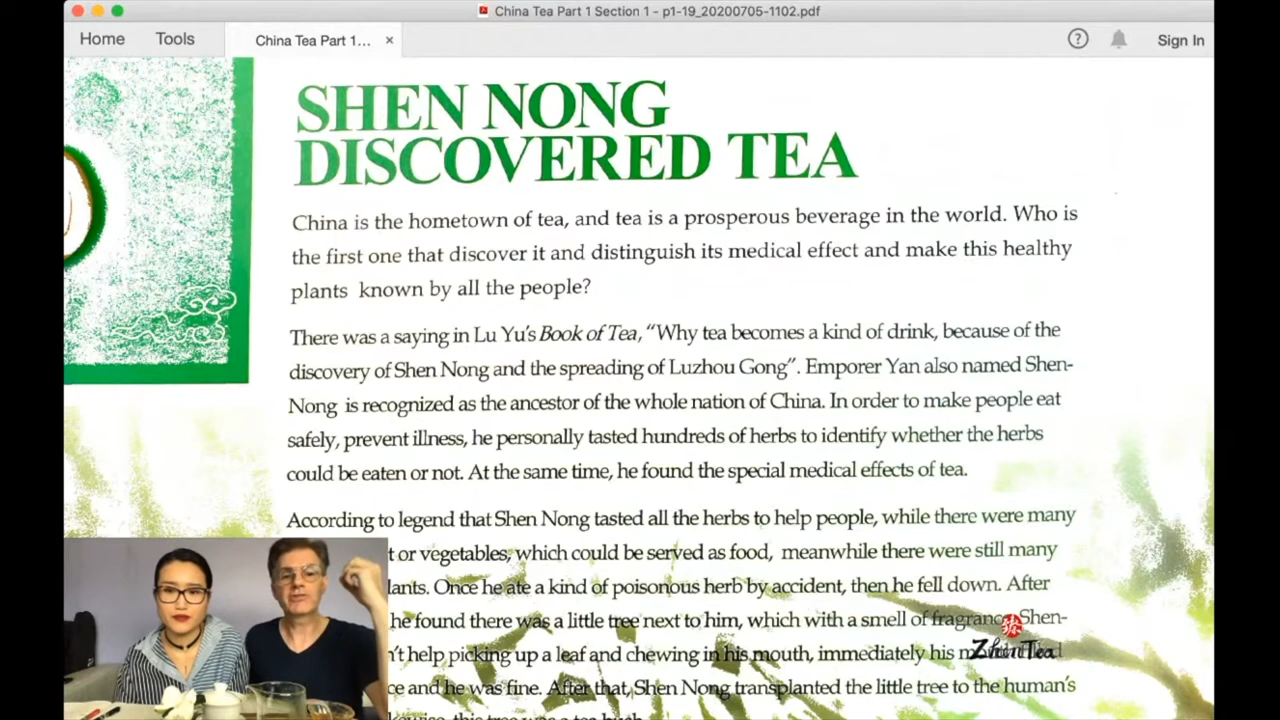 China Tea Part 1 Section 1 - p1-19_20200705-1102.pdf
Home Tools China Tea Part 1... × ? Sign In
SHEN NONG
DISCOVERED TEA
China is the hometown of tea, and tea is a prosperous beverage in the world. Who is
the first one that discover it and distinguish its medical effect and make this healthy
plants known by all the people?
There was a saying in Lu Yu's Book of Tea, “Why tea becomes a kind of drink, because of the
discovery of Shen Nong and the spreading of Luzhou Gong”. Emporer Yan also named Shen-
Nong is recognized as the ancestor of the whole nation of China. In order to make people eat
safely, prevent illness, he personally tasted hundreds of herbs to identify whether the herbs
could be eaten or not. At the same time, he found the special medical effects of tea.
According to legend that Shen Nong tasted all the herbs to help people, while there were many
t or vegetables, which could be served as food, meanwhile there were still many
lants. Once he ate a kind of poisonous herb by accident, then he fell down. After
he found there was a little tree next to him, which with a smell of fragrance Shen-
n't help picking up a leaf and chewing in his mouth, immediately his
ce and he was fine. After that, Shen Nong transplanted the little tree to the human's
this tree was a tea bush
Zhen Tea